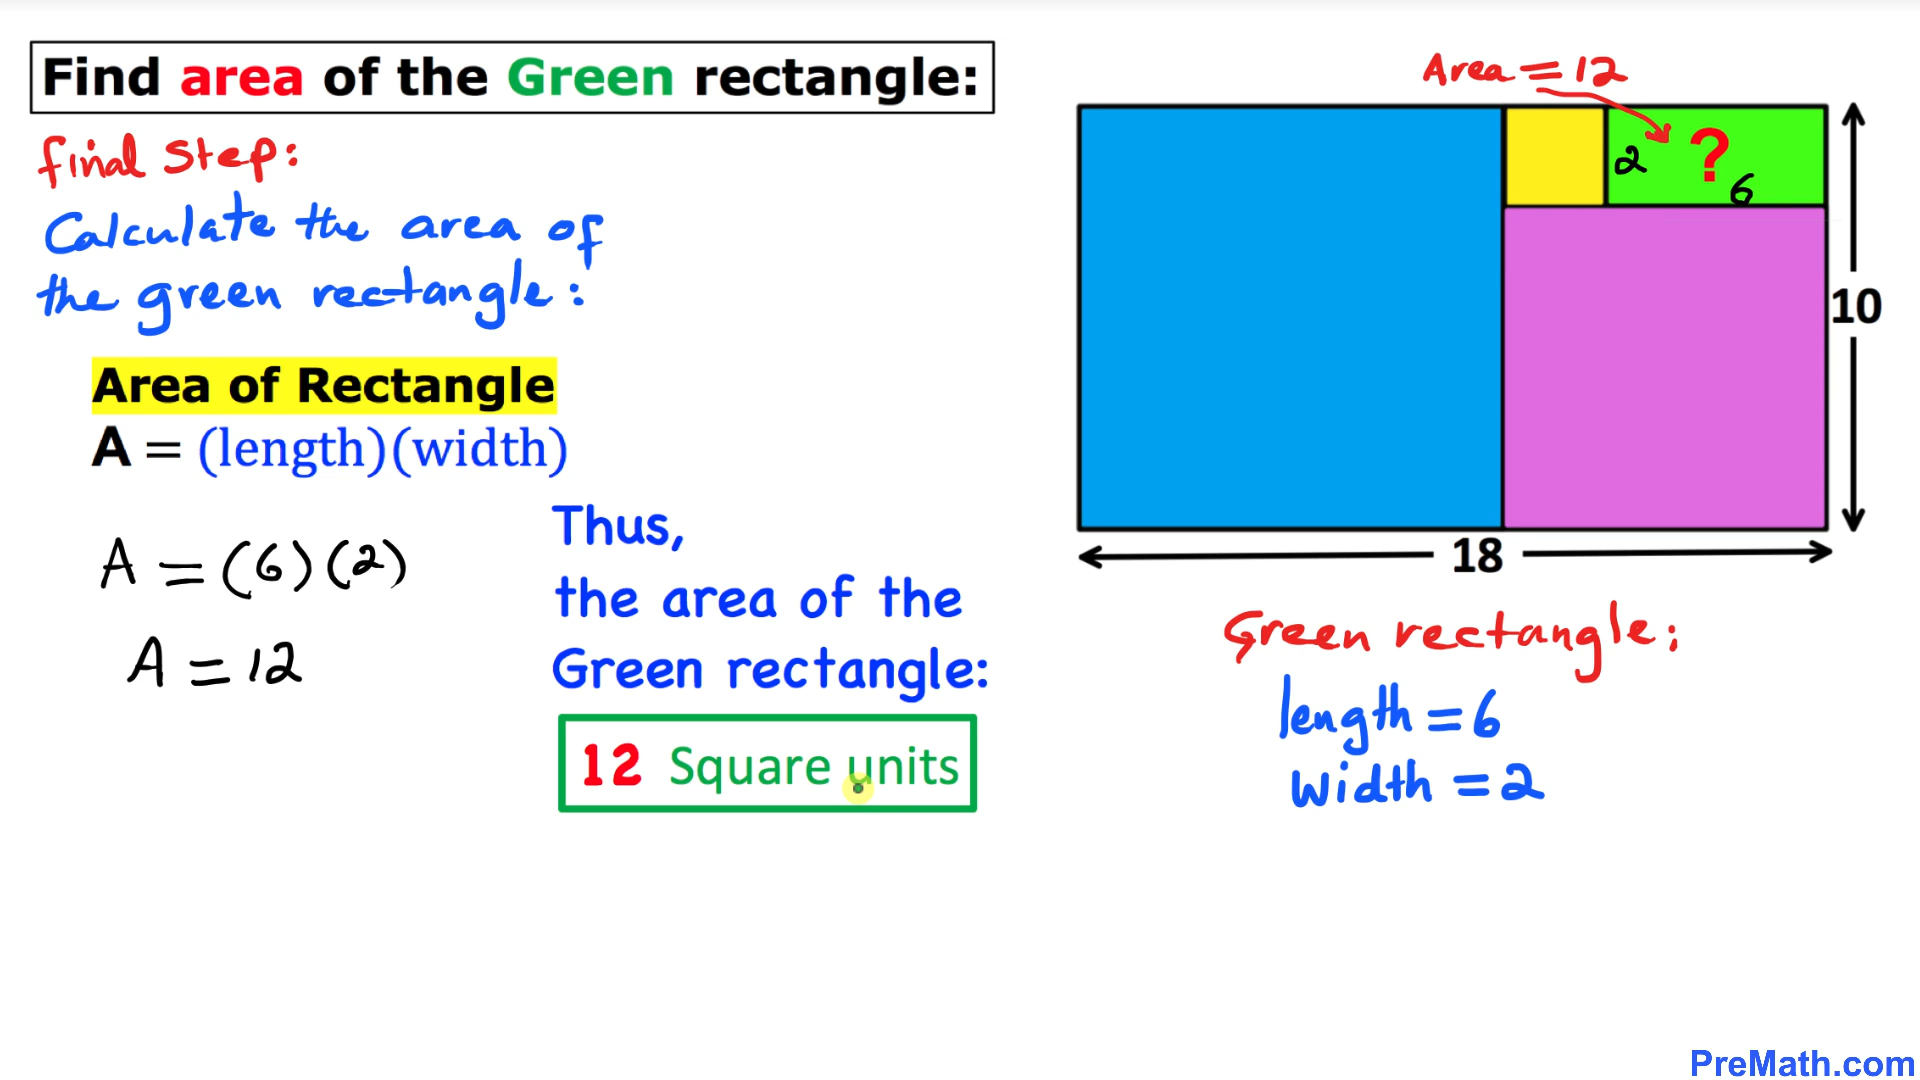 Find area of the Green rectangle:
final step:
Calculate the area of
the green rectangle:
Area of Rectangle
A = (length)(width)
A = (6)(2)
A = 12
Thus,
the area of the
Green rectangle:
12 Square units
Area = 12
2 ? 6
10
18
Green rectangle:
length = 6
width = 2
PreMath.com